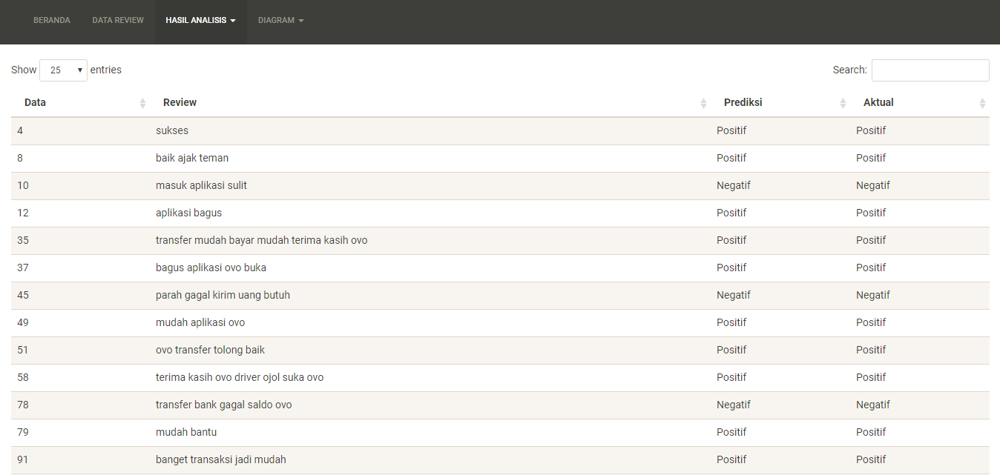 BERANDA DATA REVIEW HASIL ANALISIS DIAGRAM
Show 25 entries Search:
Data Review Prediksi Aktual
4 sukses Positif Positif
8 baik ajak teman Positif Positif
10 masuk aplikasi sulit Negatif Negatif
12 aplikasi bagus Positif Positif
35 transfer mudah bayar mudah terima kasih ovo Positif Positif
37 bagus aplikasi ovo buka Positif Positif
45 parah gagal kirim uang butuh Negatif Negatif
49 mudah aplikasi ovo Positif Positif
51 ovo transfer tolong baik Positif Positif
58 terima kasih ovo driver ojol suka ovo Positif Positif
78 transfer bank gagal saldo ovo Negatif Negatif
79 mudah bantu Positif Positif
91 banget transaksi jadi mudah Positif Positif